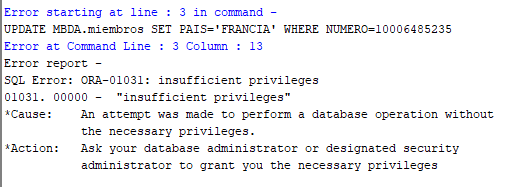 Error starting at line : 3 in command -
UPDATE MBDA.miembros SET PAIS='FRANCIA' WHERE NUMERO=10006485235
Error at Command Line : 3 Column : 13
Error report -
SQL Error: ORA-01031: insufficient privileges
01031. 00000 -  "insufficient privileges"
*Cause:    An attempt was made to perform a database operation without
           the necessary privileges.
*Action:   Ask your database administrator or designated security
           administrator to grant you the necessary privileges